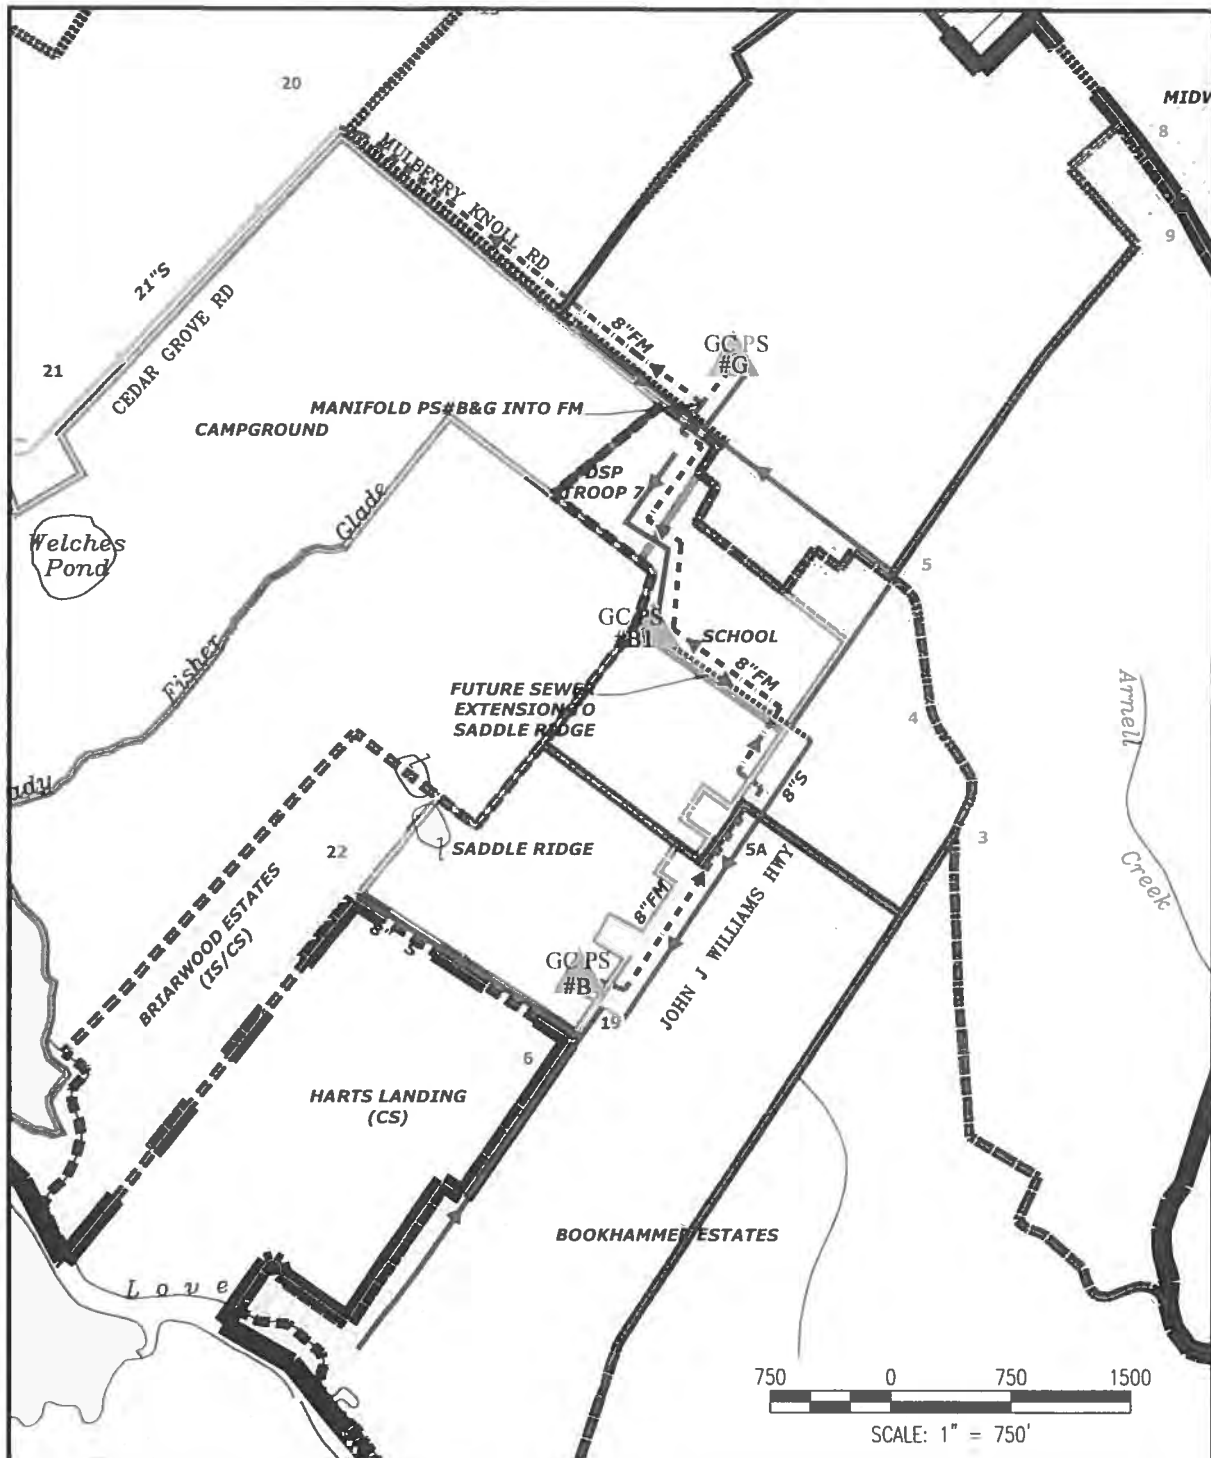 20
MIDW
8
MULBERRY KNOLL RD
9
21"S
CEDAR GROVE RD
8"FM
GC PS
#G
21
MANIFOLD PS#B&G INTO FM
CAMPGROUND
DSP
TROOP 7
Glade
Welches
Pond
5
GC PS
#B1
SCHOOL
Fisher
8"FM
FUTURE SEWER
EXTENSION TO
SADDLE RIDGE
Arnell
4
ady
8"S
3
22
SADDLE RIDGE
5A
Creek
BRIARWOOD ESTATES
(IS/CS)
8" S
8"FM
JOHN J WILLIAMS HWY
GC PS
#B
19
6
HARTS LANDING
(CS)
BOOKHAMMER ESTATES
Love
750 0 750 1500
SCALE: 1" = 750'